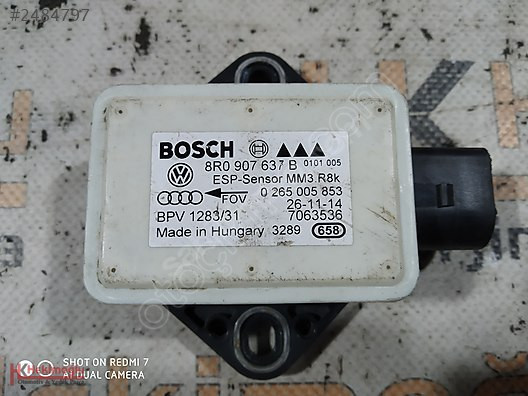 #2484797
BOSCH
8R0 907 637 B 0101 005
ESP-Sensor MM3 R8k
FOV 0 265 005 853
26-11-14
BPV 1283/31 7063536
Made in Hungary 3289 658
SHOT ON REDMI 7
AI DUAL CAMERA